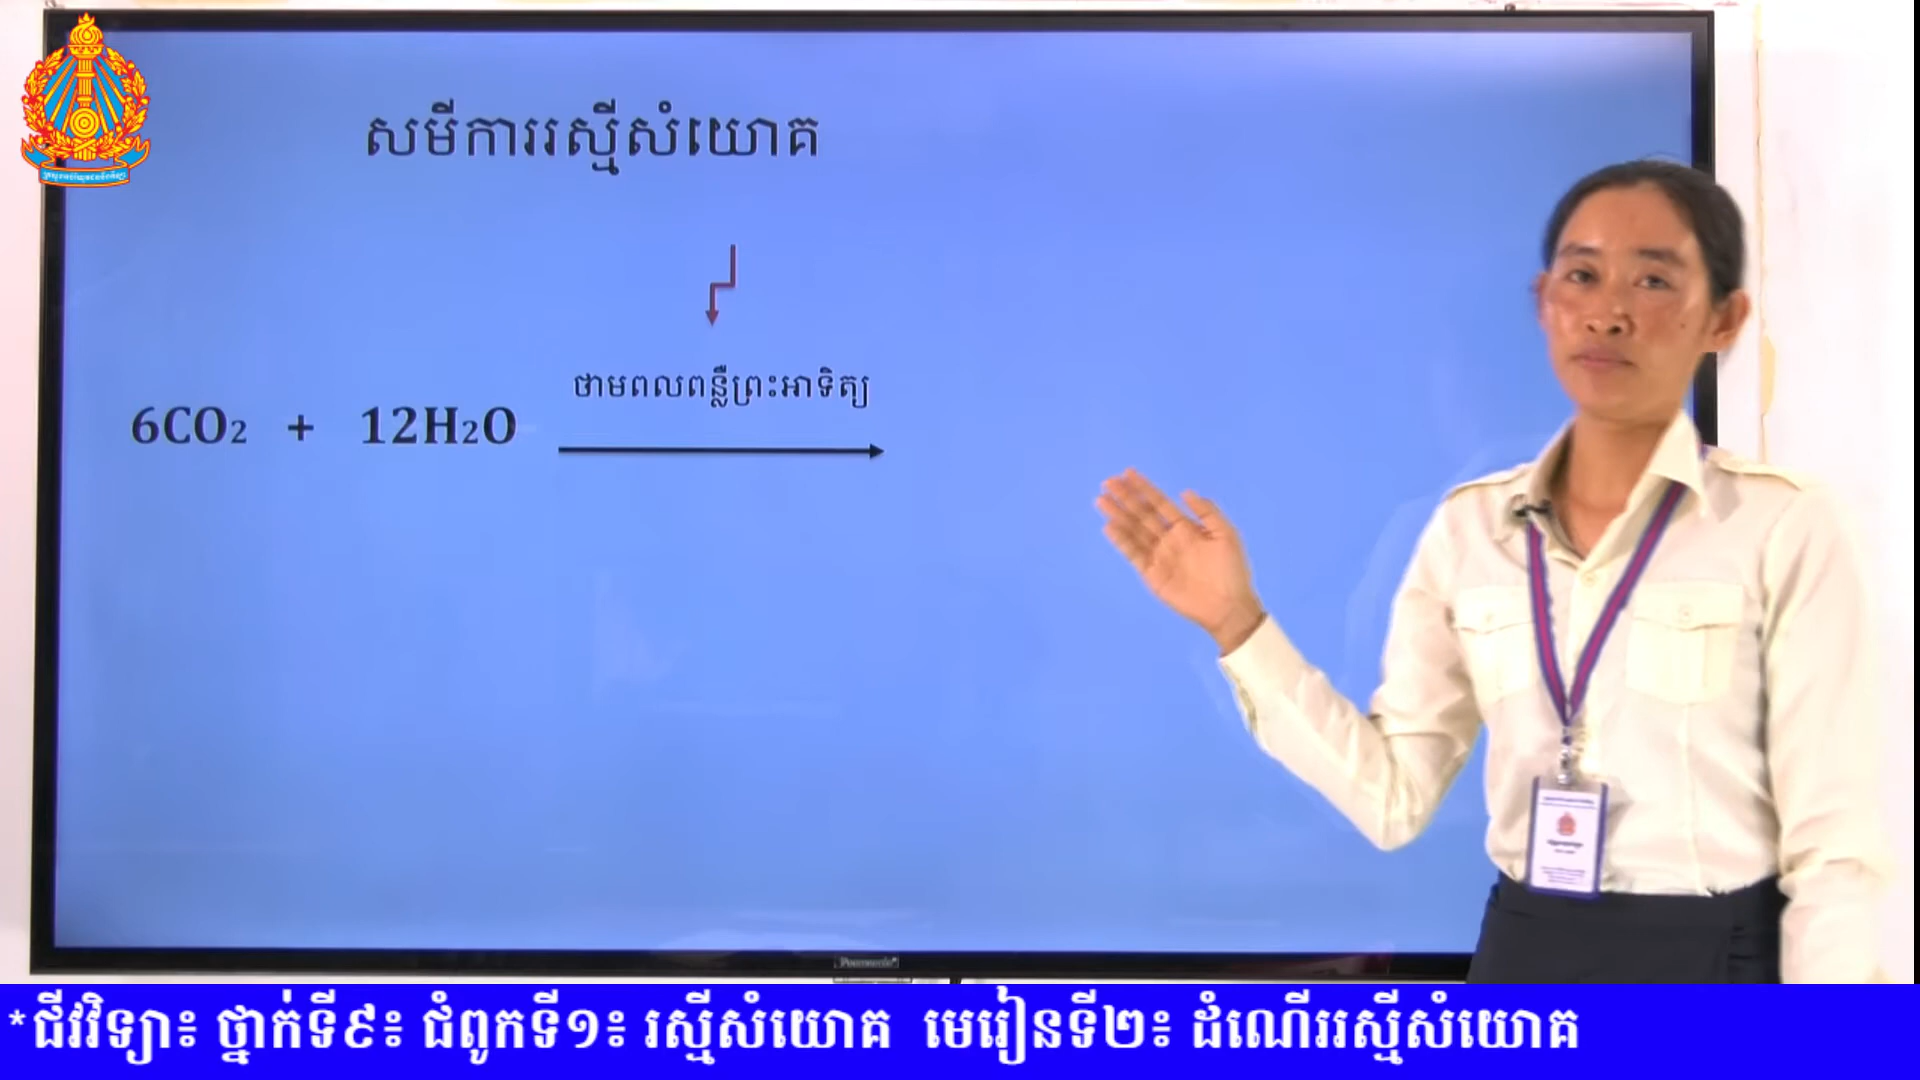 សមីការរស្មីសំយោគ
ថាមពលពន្លឺព្រះអាទិត្យ
6CO₂ + 12H₂O
*ជីវវិទ្យា៖ ថ្នាក់ទី៩៖ ជំពូកទី១៖ រស្មីសំយោគ មេរៀនទី២៖ ដំណើររស្មីសំយោគ